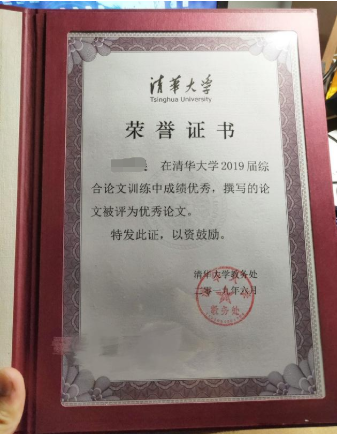 清华大学
Tsinghua University
荣誉证书
在清华大学2019届综
合论文训练中成绩优秀，撰写的论
文被评为优秀论文。
特发此证，以资鼓励。
清华大学教务处
二零一九年六月
教务处